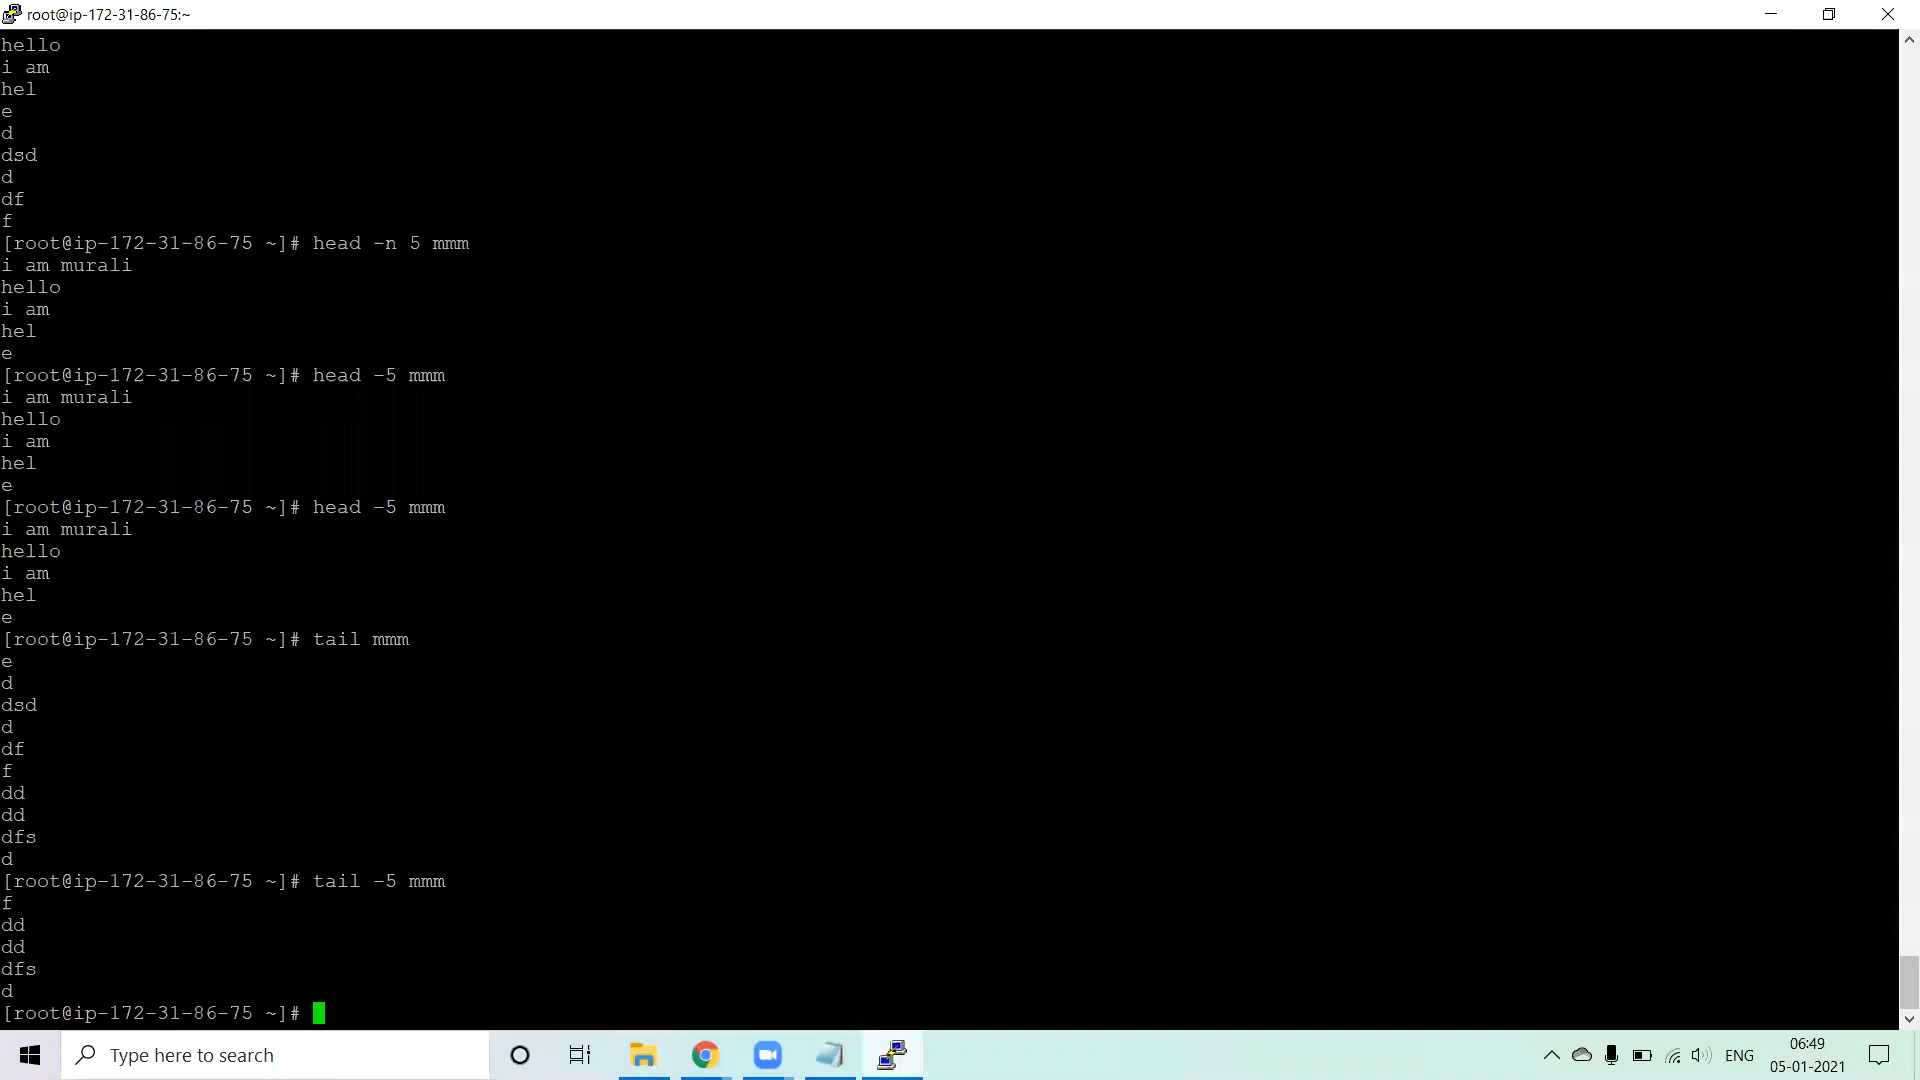 root@ip-172-31-86-75:~
hello
i am
hel
e
d
dsd
d
df
f
[root@ip-172-31-86-75 ~]# head -n 5 mmm
i am murali
hello
i am
hel
e
[root@ip-172-31-86-75 ~]# head -5 mmm
i am murali
hello
i am
hel
e
[root@ip-172-31-86-75 ~]# head -5 mmm
i am murali
hello
i am
hel
e
[root@ip-172-31-86-75 ~]# tail mmm
e
d
dsd
d
df
f
dd
dd
dfs
d
[root@ip-172-31-86-75 ~]# tail -5 mmm
f
dd
dd
dfs
d
[root@ip-172-31-86-75 ~]#
Type here to search
ENG
06:49
05-01-2021